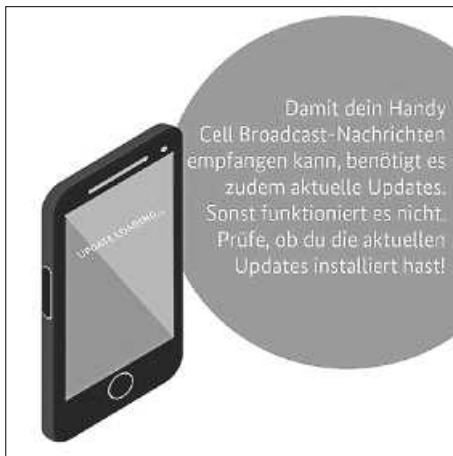 Damit dein Handy
Cell Broadcast-Nachrichten
empfangen kann, benötigt es
zudem aktuelle Updates.
Sonst funktioniert es nicht.
Prüfe, ob du die aktuellen
Updates installiert hast!
UPDATE LOADING...